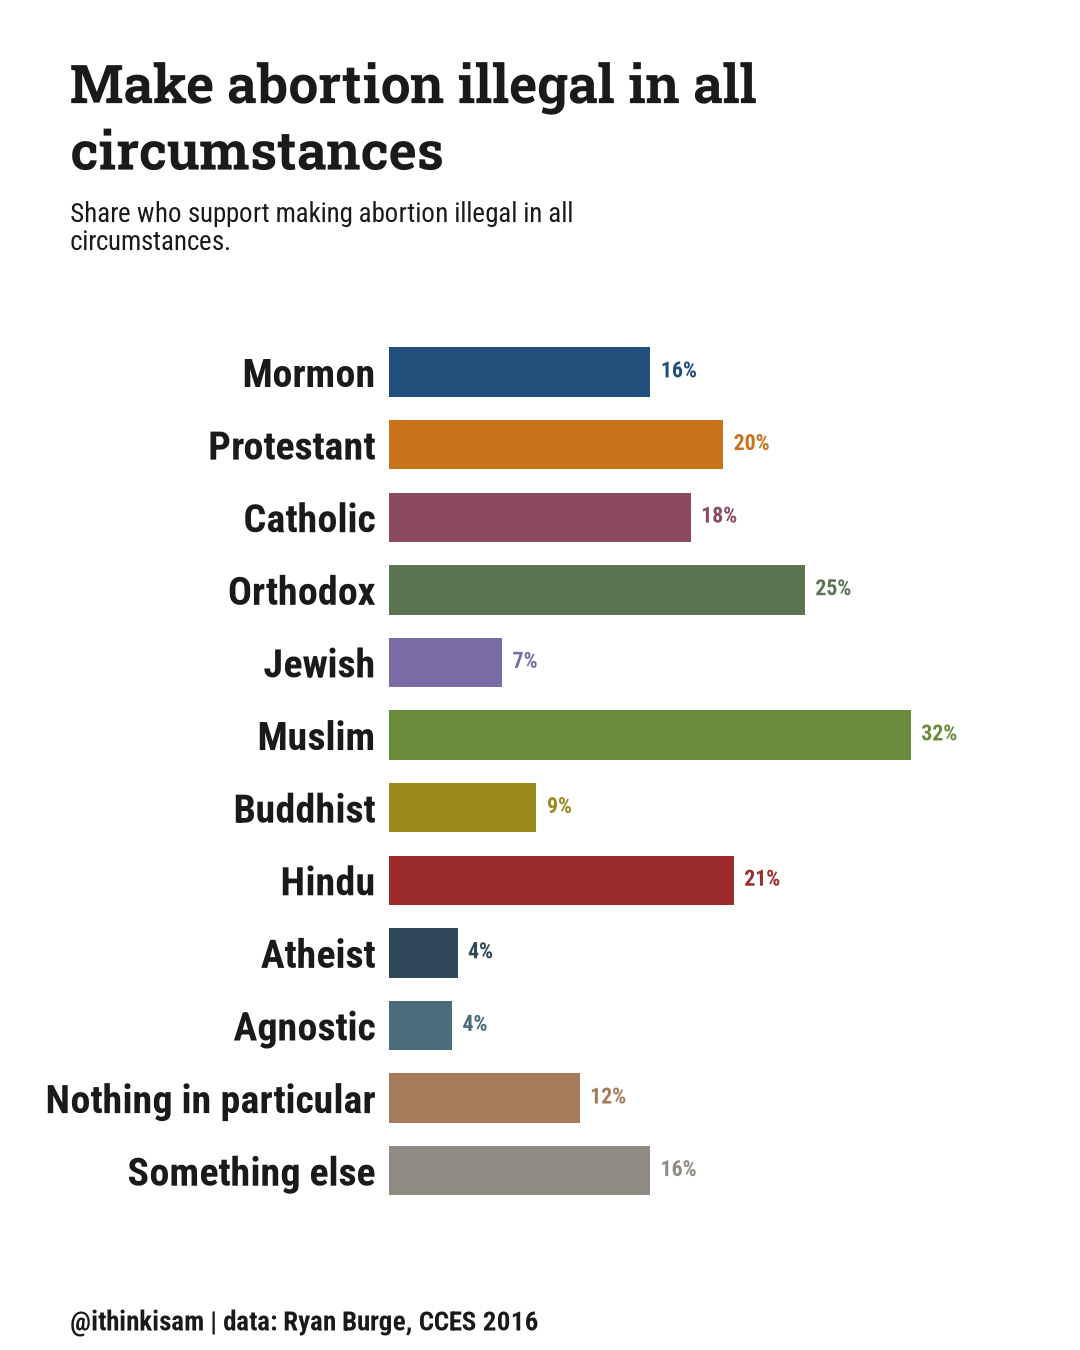 Make abortion illegal in all
circumstances
Share who support making abortion illegal in all
circumstances.
Mormon 16%
Protestant 20%
Catholic 18%
Orthodox 25%
Jewish 7%
Muslim 32%
Buddhist 9%
Hindu 21%
Atheist 4%
Agnostic 4%
Nothing in particular 12%
Something else 16%
@ithinkisam | data: Ryan Burge, CCES 2016